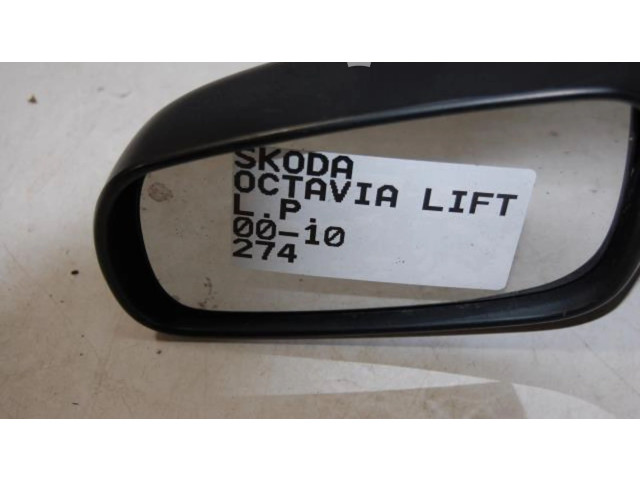 SKODA
OCTAVIA LIFT
L.P.
00-10
274